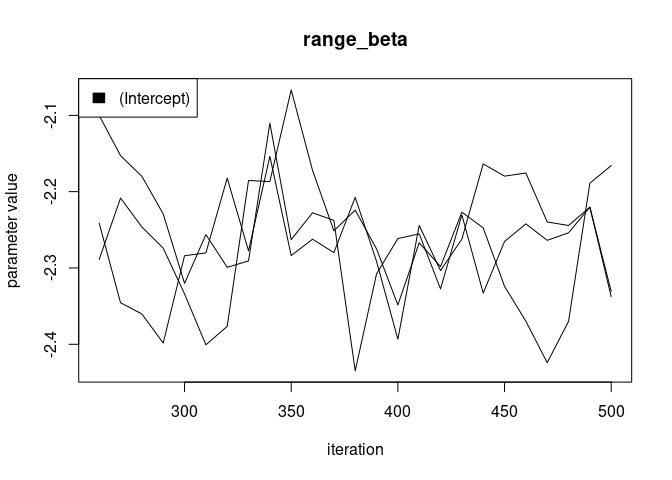 range_beta
(Intercept)
parameter value
-2.1
-2.2
-2.3
-2.4
300
350
400
450
500
iteration